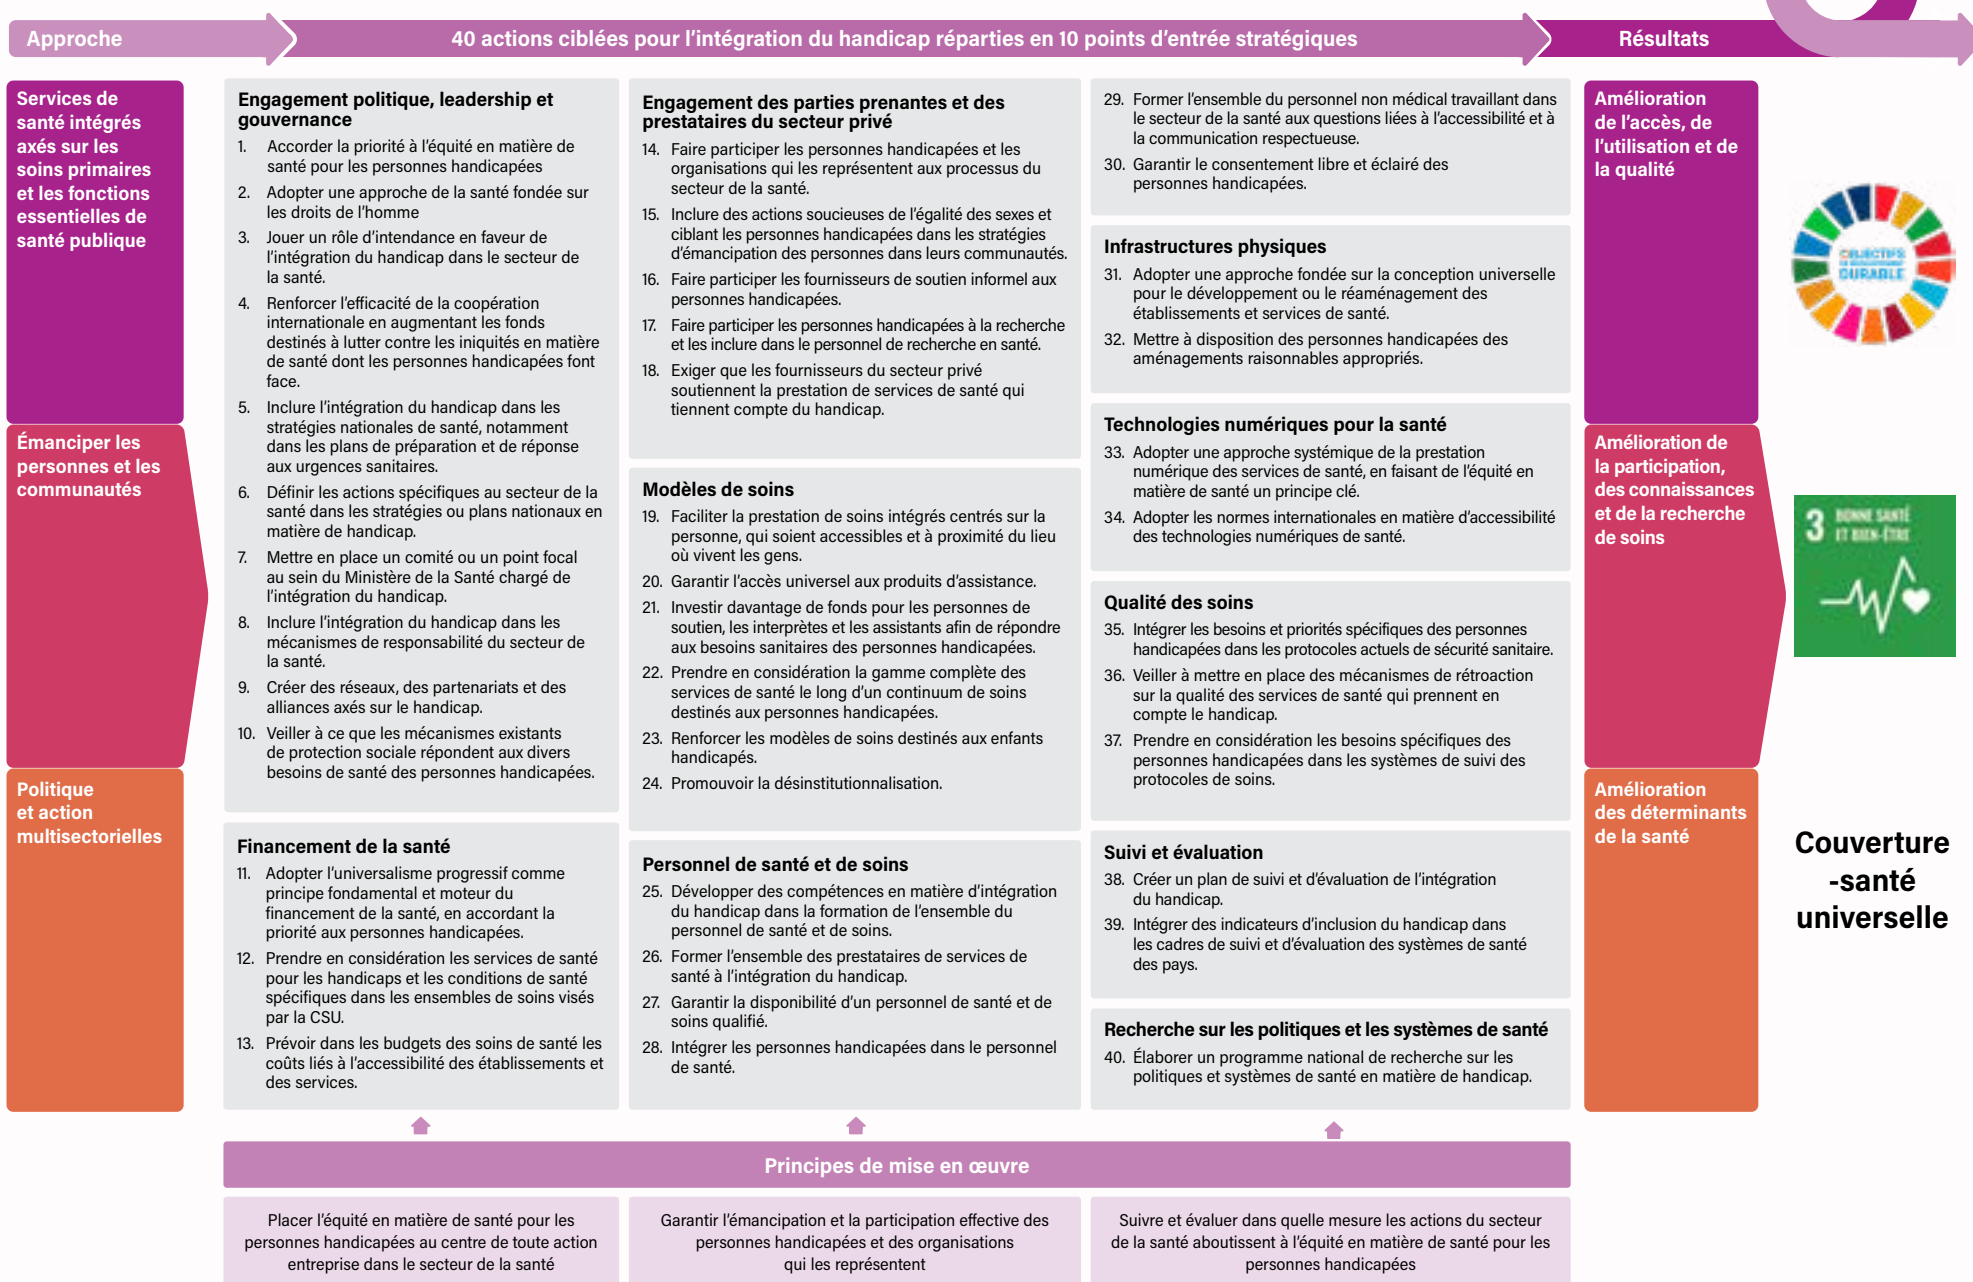 Approche
40 actions ciblées pour l'intégration du handicap réparties en 10 points d'entrée stratégiques
Résultats
Services de
santé intégrés
axés sur les
soins primaires
et les fonctions
essentielles de
santé publique
Émanciper les
personnes et les
communautés
Politique
et action
multisectorielles
Engagement politique, leadership et
gouvernance
1. Accorder la priorité à l'équité en matière de
santé pour les personnes handicapées
2. Adopter une approche de la santé fondée sur
les droits de l'homme
3. Jouer un rôle d'intendance en faveur de
l'intégration du handicap dans le secteur de
la santé.
4. Renforcer l'efficacité de la coopération
internationale en augmentant les fonds
destinés à lutter contre les iniquités en matière
de santé dont les personnes handicapées font
face.
5. Inclure l'intégration du handicap dans les
stratégies nationales de santé, notamment
dans les plans de préparation et de réponse
aux urgences sanitaires.
6. Définir les actions spécifiques au secteur de la
santé dans les stratégies ou plans nationaux en
matière de handicap.
7. Mettre en place un comité ou un point focal
au sein du Ministère de la Santé chargé de
l'intégration du handicap.
8. Inclure l'intégration du handicap dans les
mécanismes de responsabilité du secteur de
la santé.
9. Créer des réseaux, des partenariats et des
alliances axés sur le handicap.
10. Veiller à ce que les mécanismes existants
de protection sociale répondent aux divers
besoins de santé des personnes handicapées.
Financement de la santé
11. Adopter l'universalisme progressif comme
principe fondamental et moteur du
financement de la santé, en accordant la
priorité aux personnes handicapées.
12. Prendre en considération les services de santé
pour les handicaps et les conditions de santé
spécifiques dans les ensembles de soins visés
par la CSU.
13. Prévoir dans les budgets des soins de santé les
coûts liés à l'accessibilité des établissements et
des services.
Engagement des parties prenantes et des
prestataires du secteur privé
14. Faire participer les personnes handicapées et les
organisations qui les représentent aux processus du
secteur de la santé.
15. Inclure des actions soucieuses de l'égalité des sexes et
ciblant les personnes handicapées dans les stratégies
d'émancipation des personnes dans leurs communautés.
16. Faire participer les fournisseurs de soutien informel aux
personnes handicapées.
17. Faire participer les personnes handicapées à la recherche
et les inclure dans le personnel de recherche en santé.
18. Exiger que les fournisseurs du secteur privé
soutiennent la prestation de services de santé qui
tiennent compte du handicap.
Modèles de soins
19. Faciliter la prestation de soins intégrés centrés sur la
personne, qui soient accessibles et à proximité du lieu
où vivent les gens.
20. Garantir l'accès universel aux produits d'assistance.
21. Investir davantage de fonds pour les personnes de
soutien, les interprètes et les assistants afin de répondre
aux besoins sanitaires des personnes handicapées.
22. Prendre en considération la gamme complète des
services de santé le long d'un continuum de soins
destinés aux personnes handicapées.
23. Renforcer les modèles de soins destinés aux enfants
handicapés.
24. Promouvoir la désinstitutionnalisation.
Personnel de santé et de soins
25. Développer des compétences en matière d'intégration
du handicap dans la formation de l'ensemble du
personnel de santé et de soins.
26. Former l'ensemble des prestataires de services de
santé à l'intégration du handicap.
27. Garantir la disponibilité d'un personnel de santé et de
soins qualifié.
28. Intégrer les personnes handicapées dans le personnel
de santé.
29. Former l'ensemble du personnel non médical travaillant dans
le secteur de la santé aux questions liées à l'accessibilité et à
la communication respectueuse.
30. Garantir le consentement libre et éclairé des
personnes handicapées.
Infrastructures physiques
31. Adopter une approche fondée sur la conception universelle
pour le développement ou le réaménagement des
établissements et services de santé.
32. Mettre à disposition des personnes handicapées des
aménagements raisonnables appropriés.
Technologies numériques pour la santé
33. Adopter une approche systémique de la prestation
numérique des services de santé, en faisant de l'équité en
matière de santé un principe clé.
34. Adopter les normes internationales en matière d'accessibilité
des technologies numériques de santé.
Qualité des soins
35. Intégrer les besoins et priorités spécifiques des personnes
handicapées dans les protocoles actuels de sécurité sanitaire.
36. Veiller à mettre en place des mécanismes de rétroaction
sur la qualité des services de santé qui prennent en
compte le handicap.
37. Prendre en considération les besoins spécifiques des
personnes handicapées dans les systèmes de suivi des
protocoles de soins.
Suivi et évaluation
38. Créer un plan de suivi et d'évaluation de l'intégration
du handicap.
39. Intégrer des indicateurs d'inclusion du handicap dans
les cadres de suivi et d'évaluation des systèmes de santé
des pays.
Recherche sur les politiques et les systèmes de santé
40. Élaborer un programme national de recherche sur les
politiques et systèmes de santé en matière de handicap.
Amélioration
de l'accès, de
l'utilisation et de
la qualité
Amélioration de
la participation,
des connaissances
et de la recherche
de soins
Amélioration
des déterminants
de la santé
OBJECTIFS
DURABLE
3 BONNE SANTÉ
ET BIEN-ÊTRE
Couverture
-santé
universelle
Principes de mise en œuvre
Placer l'équité en matière de santé pour les
personnes handicapées au centre de toute action
entreprise dans le secteur de la santé
Garantir l'émancipation et la participation effective des
personnes handicapées et des organisations
qui les représentent
Suivre et évaluer dans quelle mesure les actions du secteur
de la santé aboutissent à l'équité en matière de santé pour les
personnes handicapées